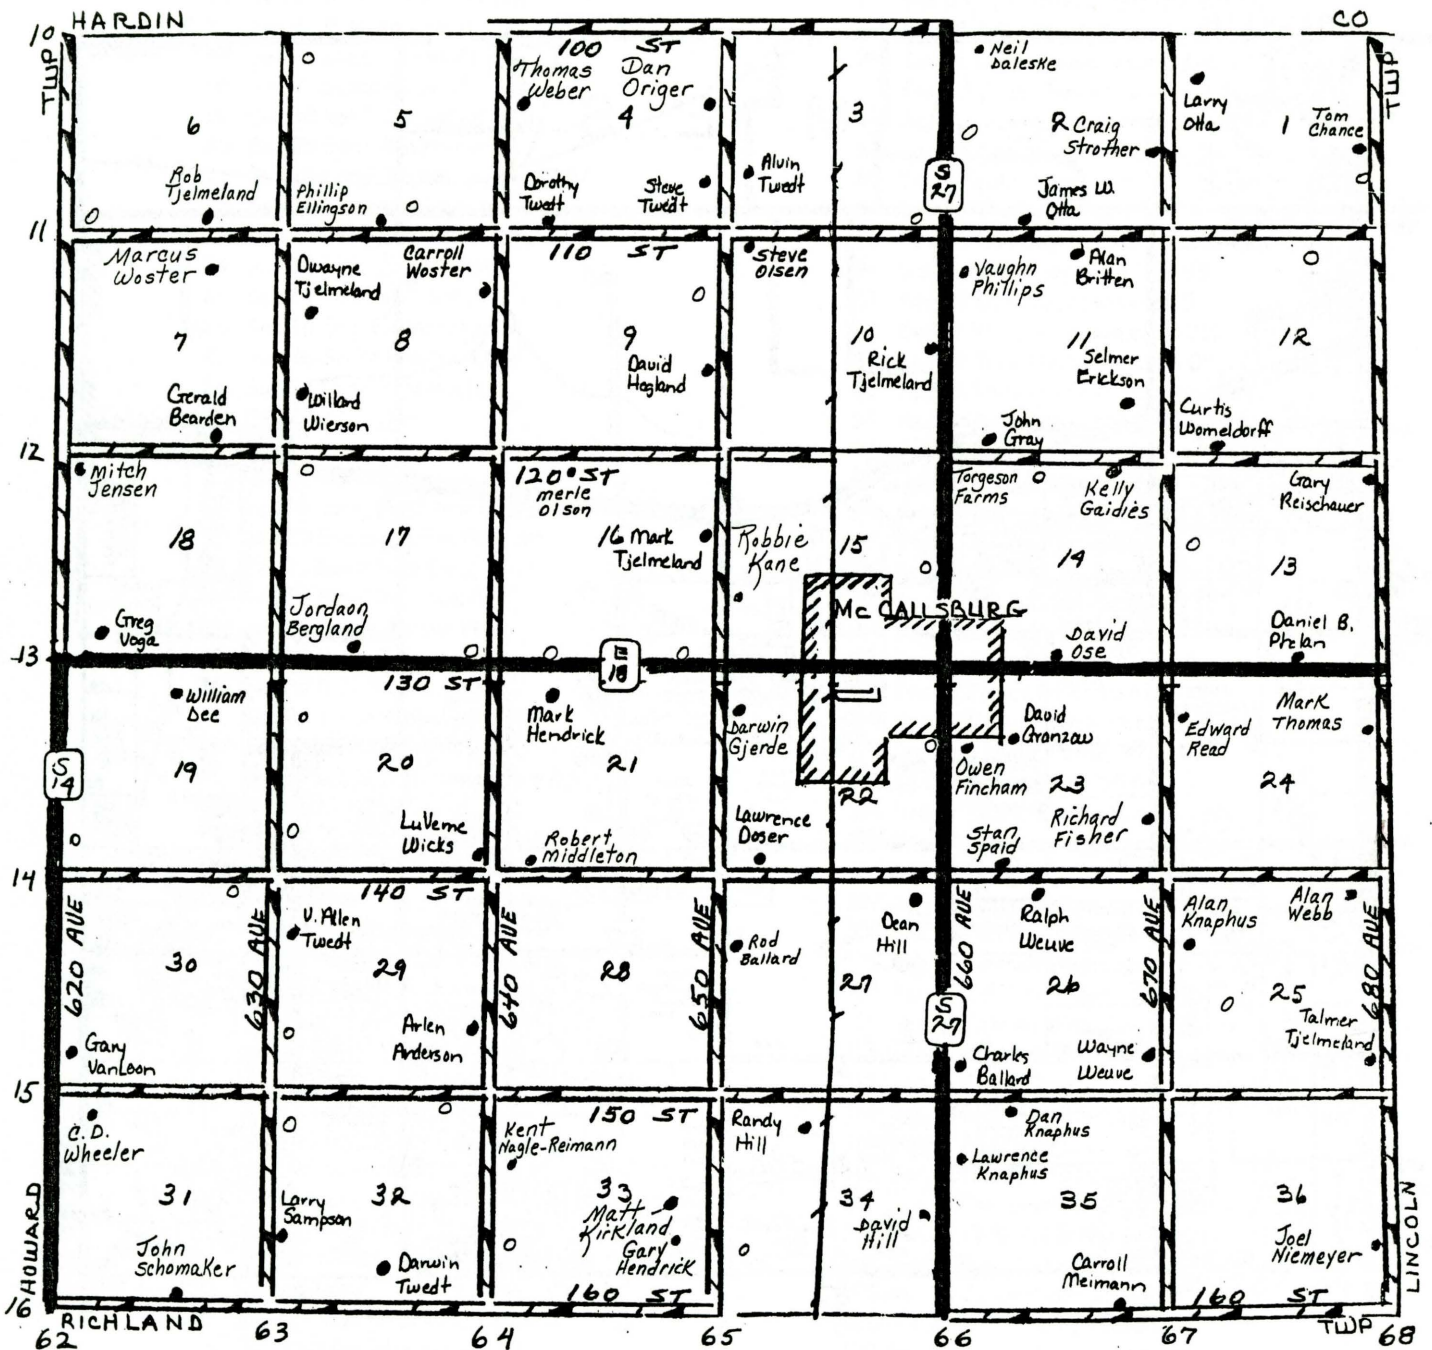 HARDIN
CO
10
TWP
TWP
100 ST
Thomas
Weber
Dan
Origer
Neil
Daleske
Larry
Otta
Tom
Chance
6
5
4
3
2
Craig
Strother
1
Rob
Tjelmeland
Phillip
Ellingson
Dorothy
Twedt
Steve
Twedt
Alvin
Twedt
S
27
James W.
Otta
11
110 ST
Marcus
Woster
Dwayne
Tjelmeland
Carroll
Woster
Steve
Olsen
Vaughn
Phillips
Alan
Britten
7
8
9
10
11
12
David
Hegland
Rick
Tjelmeland
Selmer
Erickson
Gerald
Bearden
Willard
Wierson
John
Gray
Curtis
Womeldorff
12
Mitch
Jensen
120 ST
merle
olson
Torgeson
Farms
Kelly
Gaidies
Gary
Reischauer
18
17
16
Mark
Tjelmeland
Robbie
Kane
15
14
13
McCALLSBURG
Greg
Voga
Jordaon
Bergland
David
Ose
Daniel B.
Phelan
13
130 ST
E
18
William
Dee
Mark
Hendrick
Darwin
Gjerde
David
Granzow
Edward
Read
Mark
Thomas
S
14
19
20
21
22
Owen
Fincham
23
24
LuVerne
Wicks
Robert
Middleton
Lawrence
Doser
Stan
Spaid
Richard
Fisher
14
140 ST
620 AVE
630 AVE
640 AVE
650 AVE
660 AVE
670 AVE
680 AVE
V. Allen
Twedt
Rod
Ballard
Dean
Hill
Ralph
Weuve
Alan
Knaphus
Alan
Webb
30
29
28
27
26
25
S
27
Gary
VanLoon
Arlen
Anderson
Charles
Ballard
Wayne
Weuve
Talmer
Tjelmeland
15
150 ST
C.D.
Wheeler
Kent
Nagle-Reimann
Randy
Hill
Dan
Knaphus
Lawrence
Knaphus
31
32
33
34
35
36
Larry
Sampson
Matt
Kirkland
Gary
Hendrick
David
Hill
John
Schomaker
Darwin
Twedt
Carroll
Meimann
Joel
Niemeyer
HOWARD
LINCOLN
16
160 ST
160 ST
RICHLAND
TWP
62
63
64
65
66
67
68